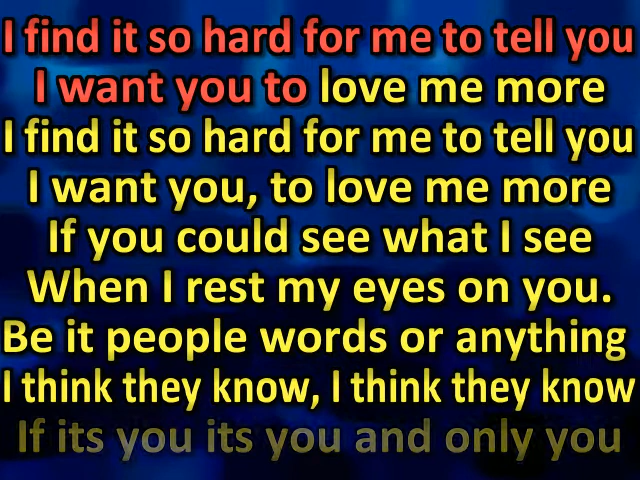 I find it so hard for me to tell you
I want you to love me more
I find it so hard for me to tell you
I want you, to love me more
If you could see what I see
When I rest my eyes on you.
Be it people words or anything
I think they know, I think they know
If its you its you and only you